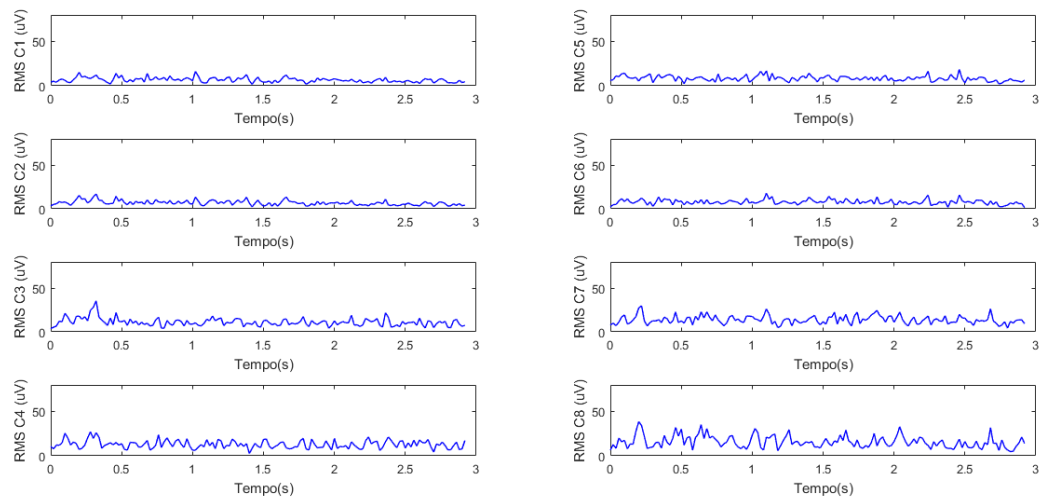 RMS C1 (uV)
50
0
0 0.5 1 1.5 2 2.5 3
Tempo(s)
RMS C2 (uV)
50
0
0 0.5 1 1.5 2 2.5 3
Tempo(s)
RMS C3 (uV)
50
0
0 0.5 1 1.5 2 2.5 3
Tempo(s)
RMS C4 (uV)
50
0
0 0.5 1 1.5 2 2.5 3
Tempo(s)
RMS C5 (uV)
50
0
0 0.5 1 1.5 2 2.5 3
Tempo(s)
RMS C6 (uV)
50
0
0 0.5 1 1.5 2 2.5 3
Tempo(s)
RMS C7 (uV)
50
0
0 0.5 1 1.5 2 2.5 3
Tempo(s)
RMS C8 (uV)
50
0
0 0.5 1 1.5 2 2.5 3
Tempo(s)